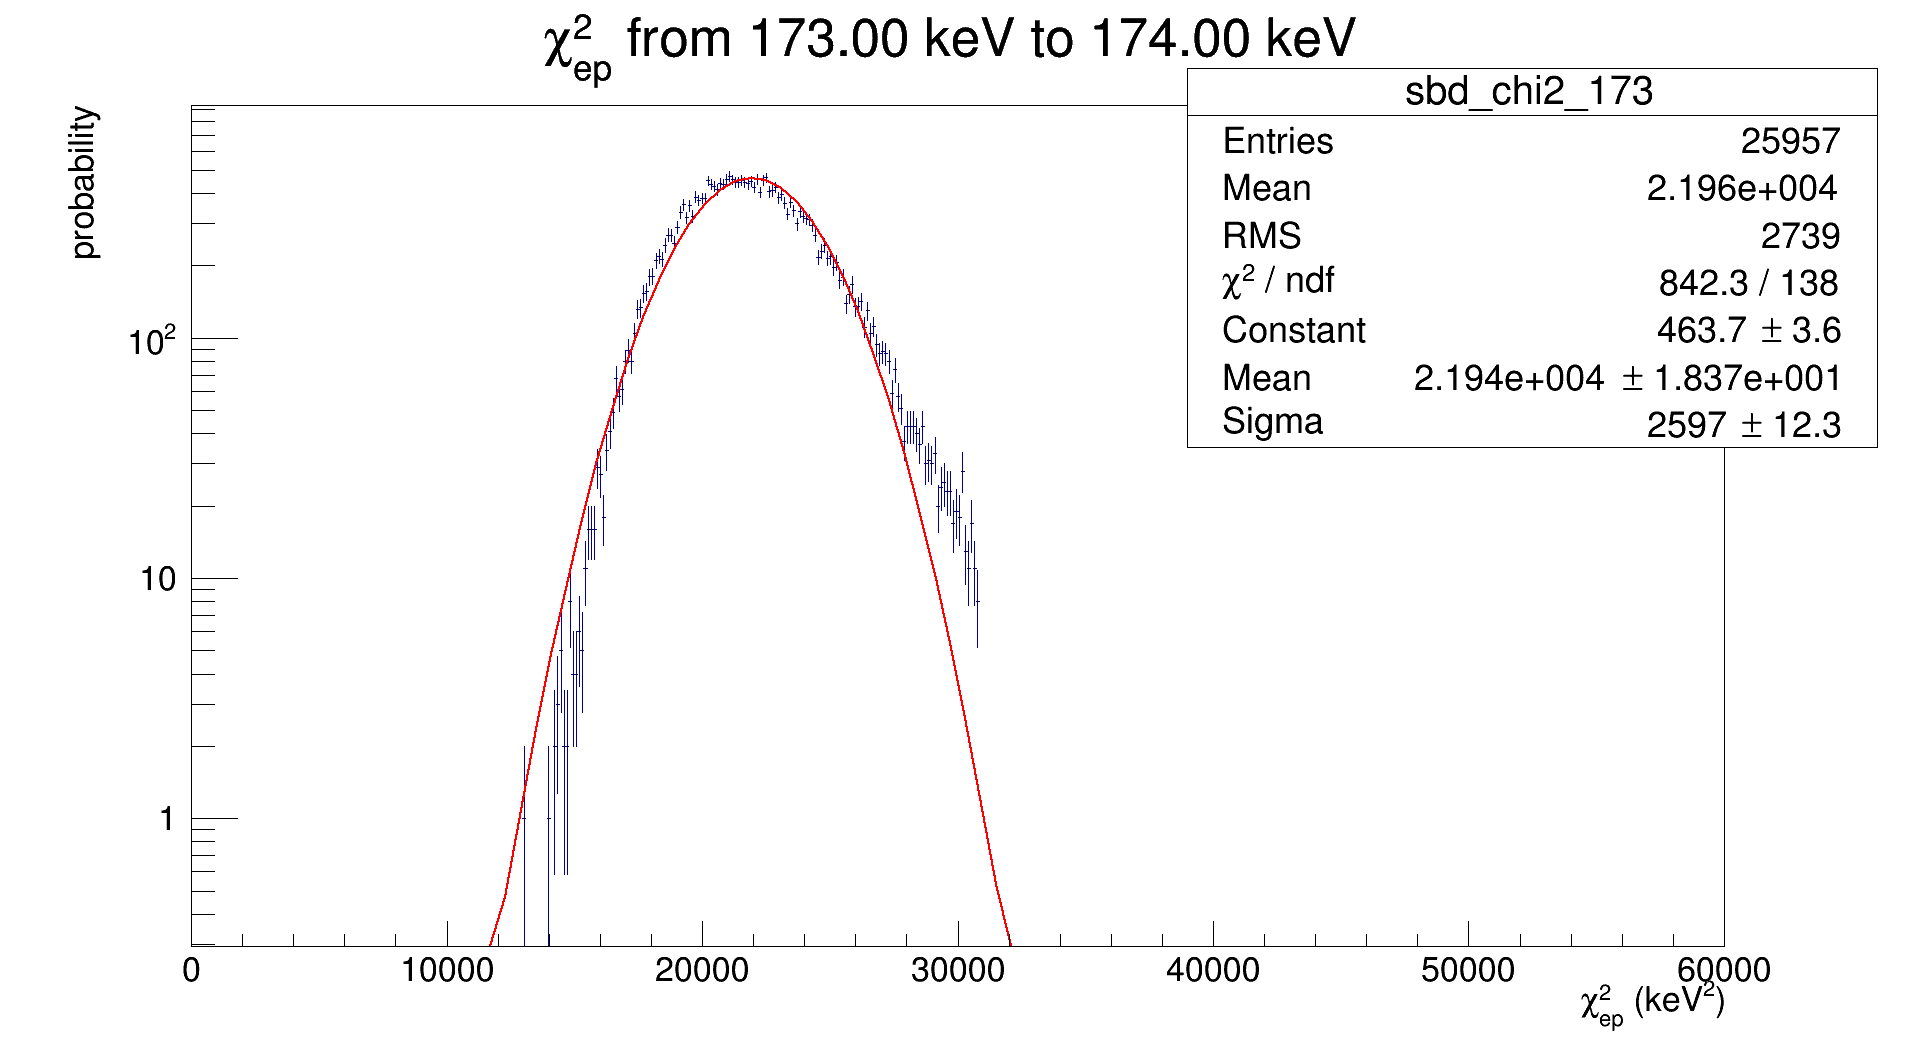 χ²ep from 173.00 keV to 174.00 keV
probability
sbd_chi2_173
Entries 25957
Mean 2.196e+004
RMS 2739
χ² / ndf 842.3 / 138
Constant 463.7 ± 3.6
Mean 2.194e+004 ± 1.837e+001
Sigma 2597 ± 12.3
10²
10
1
0 10000 20000 30000 40000 50000 60000
χ²ep (keV²)